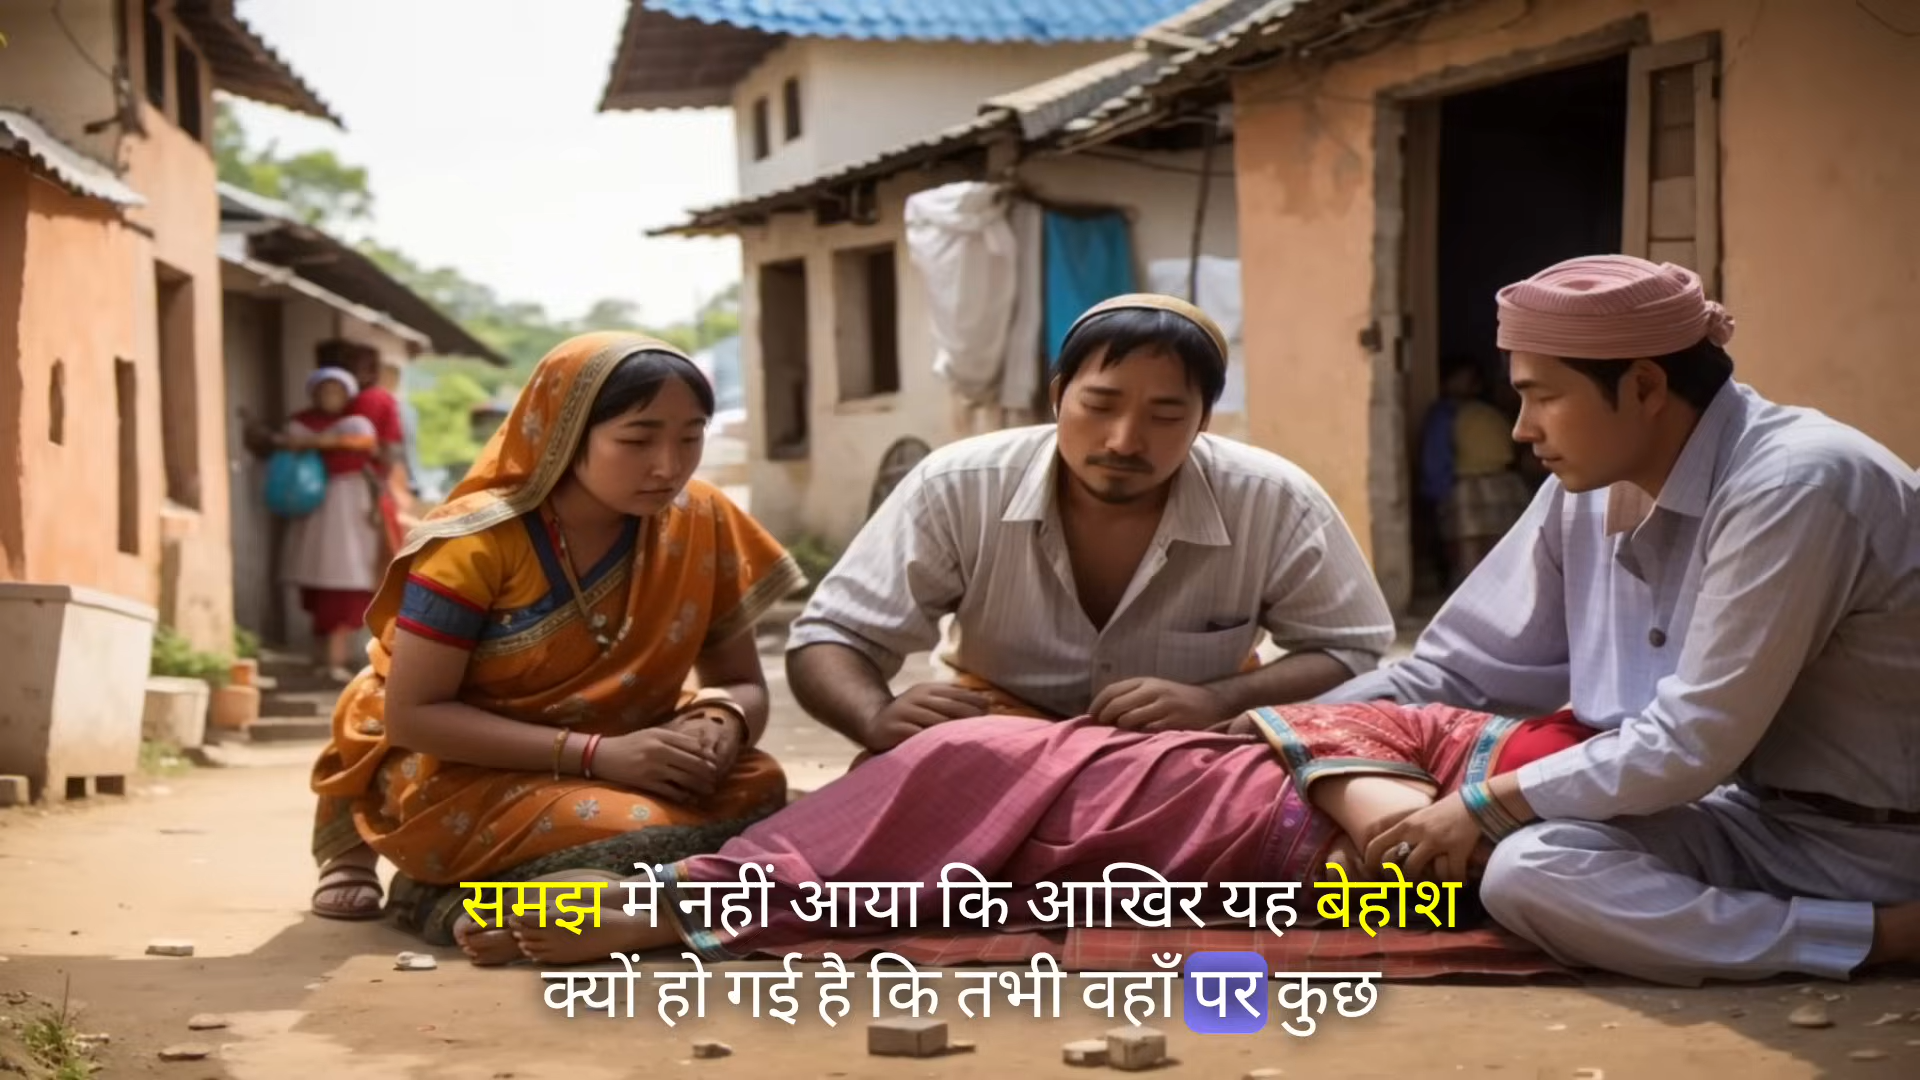 समझ में नहीं आया कि आखिर यह बेहोश
क्यों हो गई है कि तभी वहाँ पर कुछ